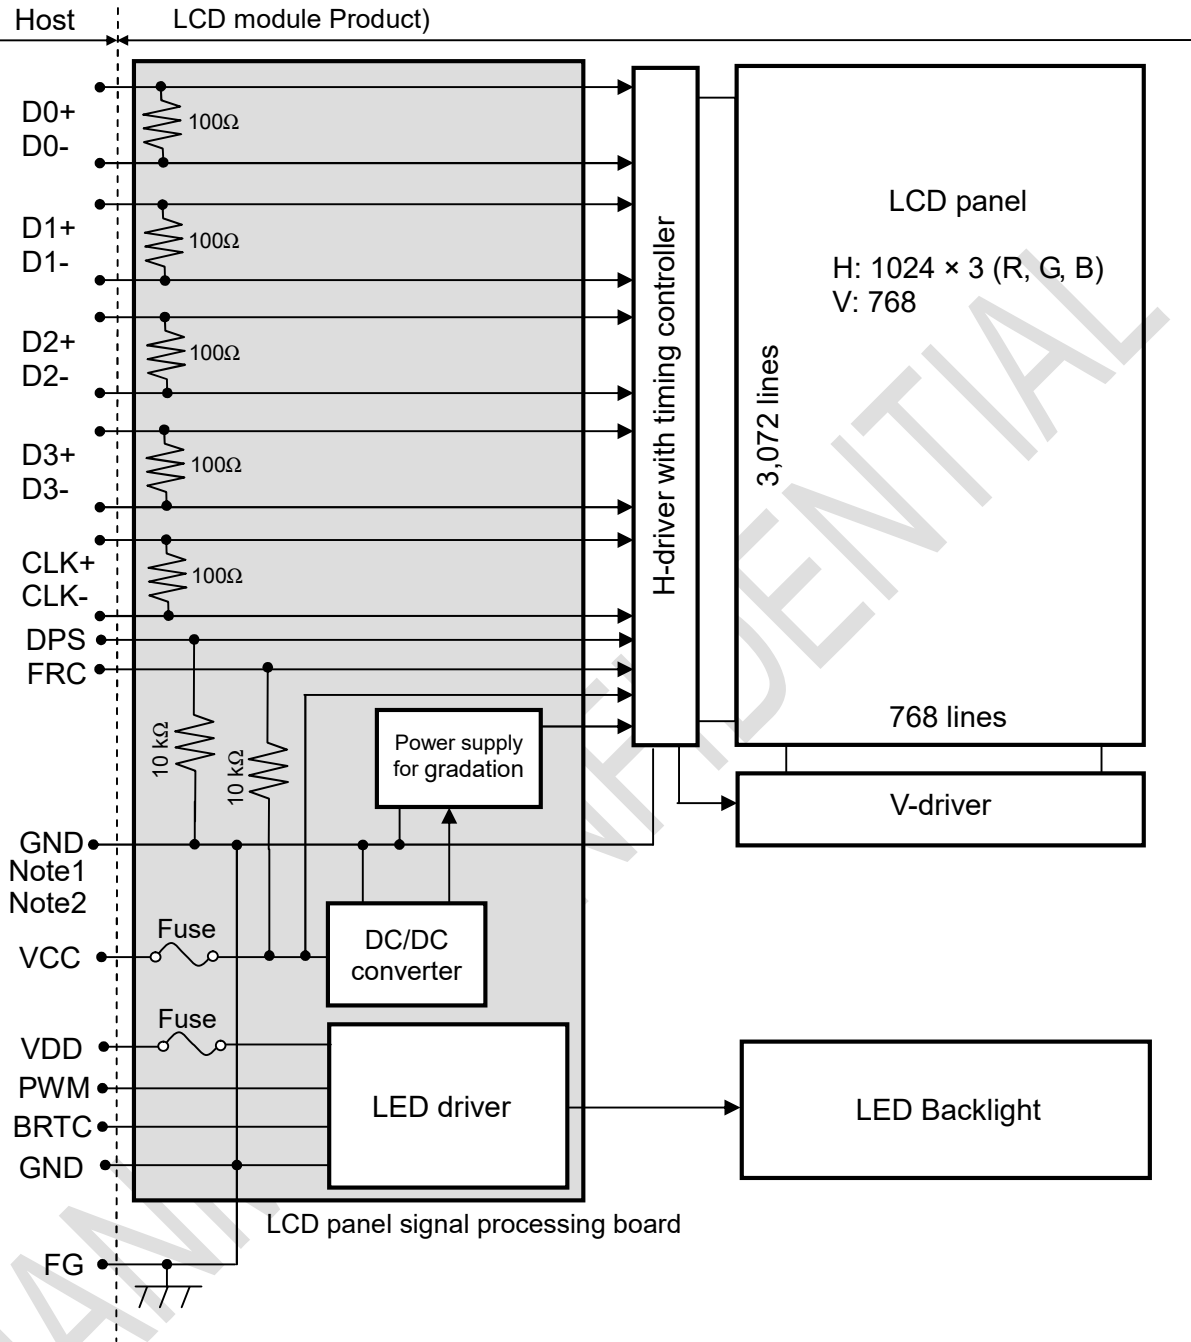 Host
LCD module Product)
D0+
D0-
100Ω
D1+
D1-
100Ω
D2+
D2-
100Ω
D3+
D3-
100Ω
CLK+
CLK-
100Ω
DPS
FRC
10 kΩ
10 kΩ
Power supply
for gradation
H-driver with timing controller
LCD panel
H: 1024 × 3 (R, G, B)
V: 768
3,072 lines
768 lines
V-driver
GND
Note1
Note2
VCC
Fuse
DC/DC
converter
VDD
Fuse
PWM
BRTC
GND
LED driver
LED Backlight
LCD panel signal processing board
FG